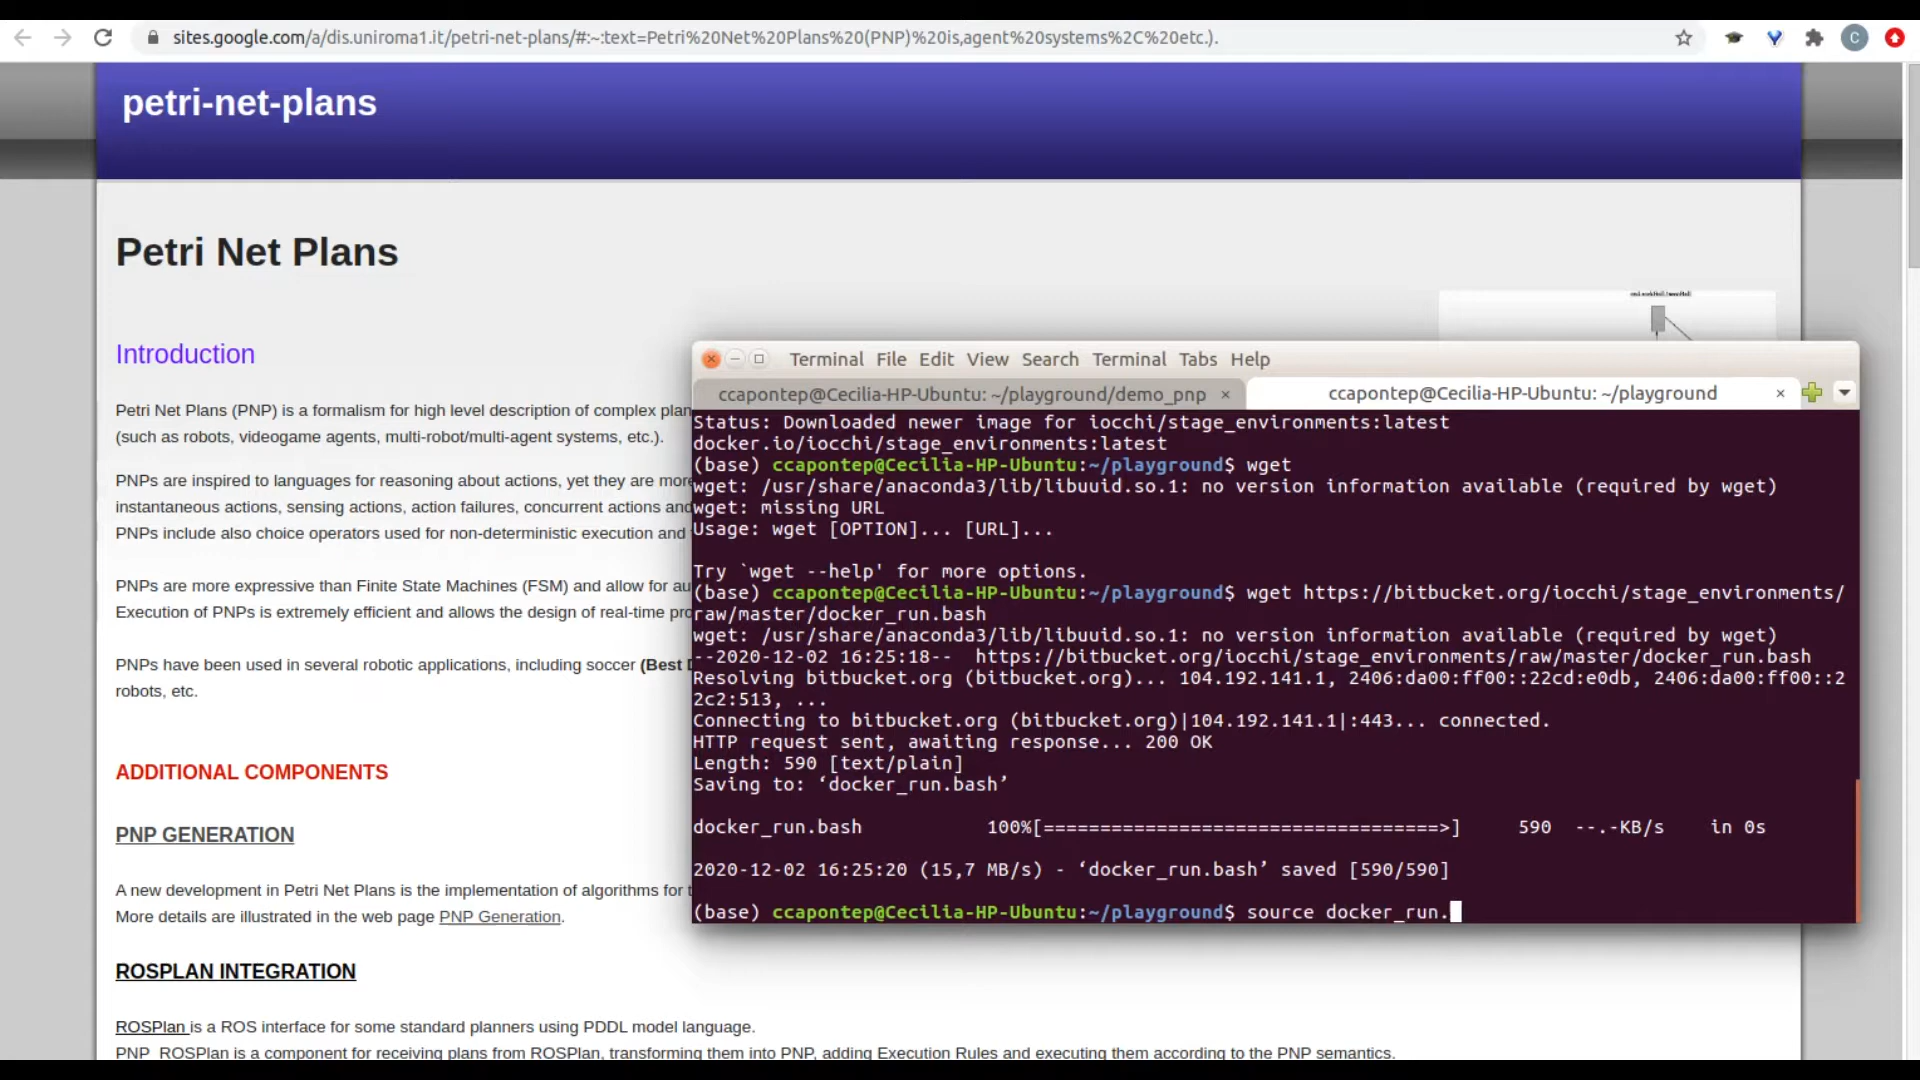 sites.google.com/a/dis.uniroma1.it/petri-net-plans/#:~:text=Petri%20Net%20Plans%20(PNP)%20is,agent%20systems%2C%20etc.).
C
petri-net-plans
Petri Net Plans
Introduction
Petri Net Plans (PNP) is a formalism for high level description of complex plan
(such as robots, videogame agents, multi-robot/multi-agent systems, etc.).
PNPs are inspired to languages for reasoning about actions, yet they are more
instantaneous actions, sensing actions, action failures, concurrent actions and
PNPs include also choice operators used for non-deterministic execution and
PNPs are more expressive than Finite State Machines (FSM) and allow for au
Execution of PNPs is extremely efficient and allows the design of real-time pro
PNPs have been used in several robotic applications, including soccer (Best D
robots, etc.
ADDITIONAL COMPONENTS
PNP GENERATION
A new development in Petri Net Plans is the implementation of algorithms for t
More details are illustrated in the web page PNP Generation.
ROSPLAN INTEGRATION
ROSPlan is a ROS interface for some standard planners using PDDL model language.
PNP_ROSPlan is a component for receiving plans from ROSPlan, transforming them into PNP, adding Execution Rules and executing them according to the PNP semantics.
Terminal File Edit View Search Terminal Tabs Help
ccapontep@Cecilia-HP-Ubuntu: ~/playground/demo_pnp ×
ccapontep@Cecilia-HP-Ubuntu: ~/playground ×
Status: Downloaded newer image for iocchi/stage_environments:latest
docker.io/iocchi/stage_environments:latest
(base) ccapontep@Cecilia-HP-Ubuntu:~/playground$ wget
wget: /usr/share/anaconda3/lib/libuuid.so.1: no version information available (required by wget)
wget: missing URL
Usage: wget [OPTION]... [URL]...
Try `wget --help' for more options.
(base) ccapontep@Cecilia-HP-Ubuntu:~/playground$ wget https://bitbucket.org/iocchi/stage_environments/
raw/master/docker_run.bash
wget: /usr/share/anaconda3/lib/libuuid.so.1: no version information available (required by wget)
--2020-12-02 16:25:18-- https://bitbucket.org/iocchi/stage_environments/raw/master/docker_run.bash
Resolving bitbucket.org (bitbucket.org)... 104.192.141.1, 2406:da00:ff00::22cd:e0db, 2406:da00:ff00::2
2c2:513, ...
Connecting to bitbucket.org (bitbucket.org)|104.192.141.1|:443... connected.
HTTP request sent, awaiting response... 200 OK
Length: 590 [text/plain]
Saving to: ‘docker_run.bash’
docker_run.bash 100%[===================================>] 590 --.-KB/s in 0s
2020-12-02 16:25:20 (15,7 MB/s) - ‘docker_run.bash’ saved [590/590]
(base) ccapontep@Cecilia-HP-Ubuntu:~/playground$ source docker_run.